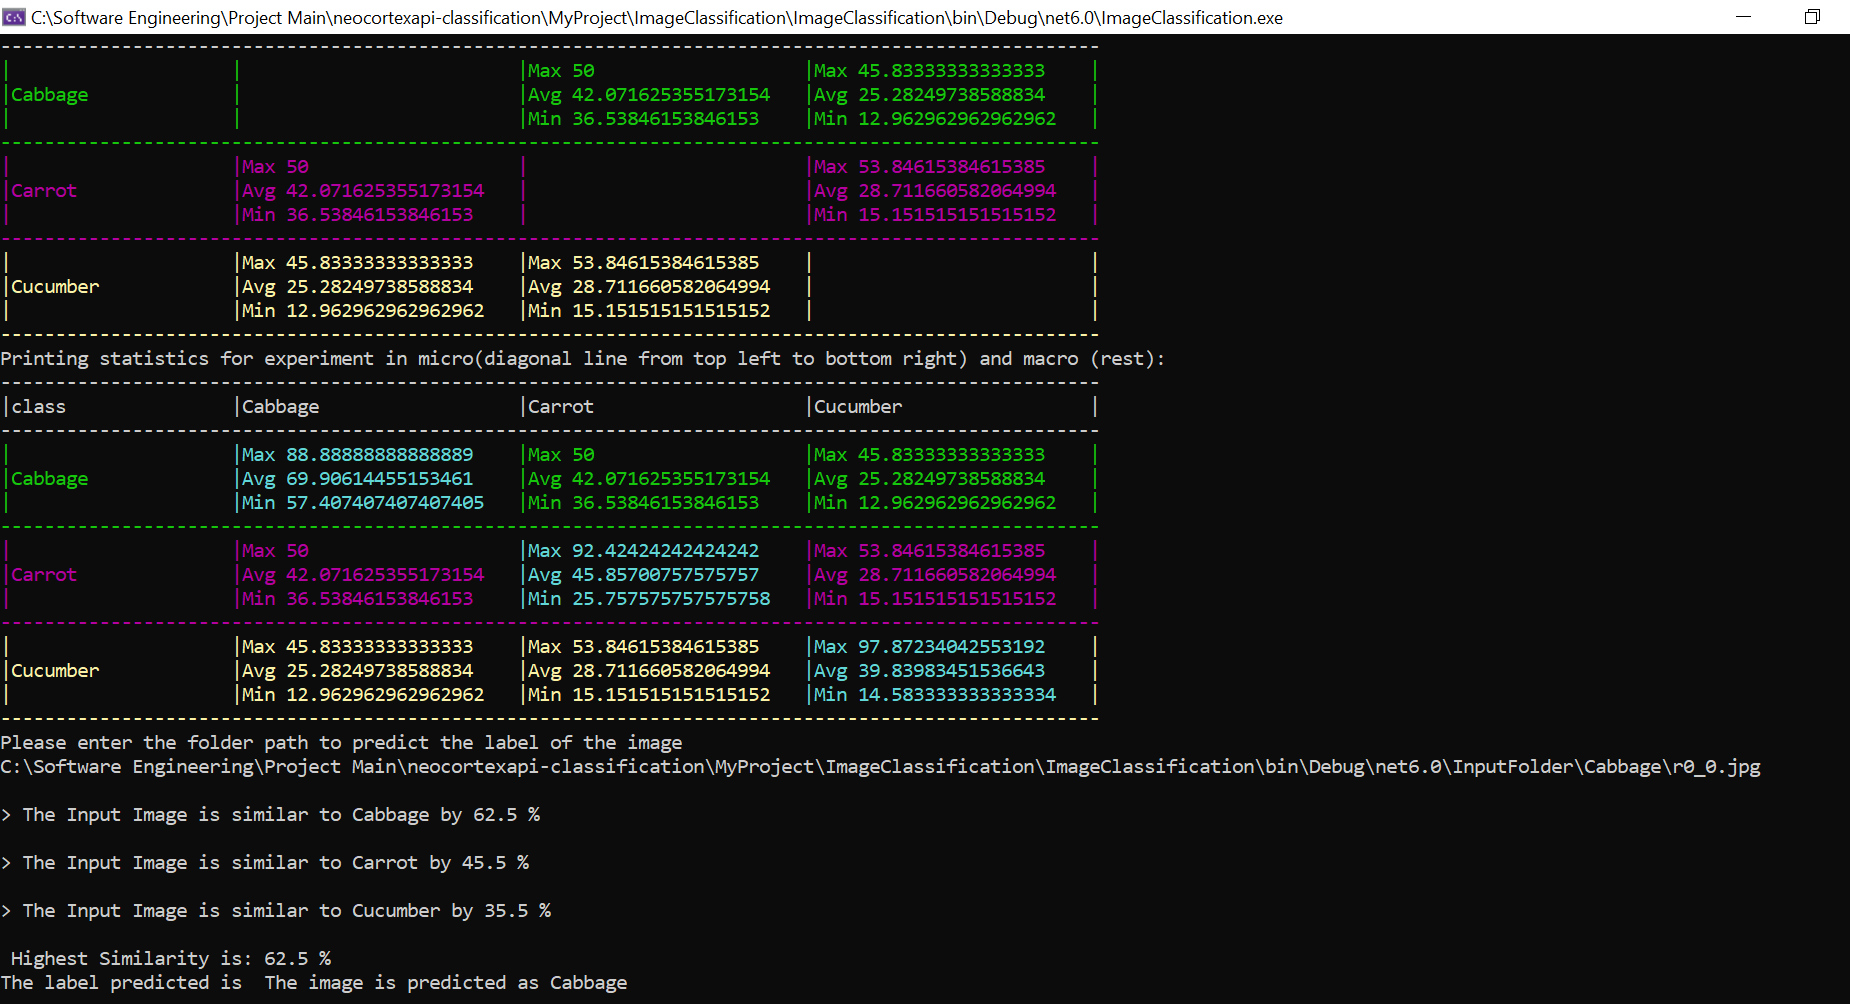 C:\Software Engineering\Project Main\neocortexapi-classification\MyProject\ImageClassification\ImageClassification\bin\Debug\net6.0\ImageClassification.exe
----------------------------------------------------------------------------------------------------
|                    |                         |Max 50                   |Max 45.83333333333333    |
|Cabbage             |                         |Avg 42.071625355173154   |Avg 25.28249738588834    |
|                    |                         |Min 36.53846153846153    |Min 12.962962962962962   |
----------------------------------------------------------------------------------------------------
|                    |Max 50                   |                         |Max 53.84615384615385    |
|Carrot              |Avg 42.071625355173154   |                         |Avg 28.711660582064994   |
|                    |Min 36.53846153846153    |                         |Min 15.151515151515152   |
----------------------------------------------------------------------------------------------------
|                    |Max 45.83333333333333    |Max 53.84615384615385    |                         |
|Cucumber            |Avg 25.28249738588834    |Avg 28.711660582064994   |                         |
|                    |Min 12.962962962962962   |Min 15.151515151515152   |                         |
----------------------------------------------------------------------------------------------------
Printing statistics for experiment in micro(diagonal line from top left to bottom right) and macro (rest):
----------------------------------------------------------------------------------------------------
|class               |Cabbage                  |Carrot                   |Cucumber                 |
----------------------------------------------------------------------------------------------------
|                    |Max 88.88888888888889    |Max 50                   |Max 45.83333333333333    |
|Cabbage             |Avg 69.90614455153461    |Avg 42.071625355173154   |Avg 25.28249738588834    |
|                    |Min 57.407407407407405   |Min 36.53846153846153    |Min 12.962962962962962   |
----------------------------------------------------------------------------------------------------
|                    |Max 50                   |Max 92.42424242424242    |Max 53.84615384615385    |
|Carrot              |Avg 42.071625355173154   |Avg 45.85700757575757    |Avg 28.711660582064994   |
|                    |Min 36.53846153846153    |Min 25.757575757575758   |Min 15.151515151515152   |
----------------------------------------------------------------------------------------------------
|                    |Max 45.83333333333333    |Max 53.84615384615385    |Max 97.87234042553192    |
|Cucumber            |Avg 25.28249738588834    |Avg 28.711660582064994   |Avg 39.83983451536643    |
|                    |Min 12.962962962962962   |Min 15.151515151515152   |Min 14.583333333333334   |
----------------------------------------------------------------------------------------------------
Please enter the folder path to predict the label of the image
C:\Software Engineering\Project Main\neocortexapi-classification\MyProject\ImageClassification\ImageClassification\bin\Debug\net6.0\InputFolder\Cabbage\r0_0.jpg
> The Input Image is similar to Cabbage by 62.5 %
> The Input Image is similar to Carrot by 45.5 %
> The Input Image is similar to Cucumber by 35.5 %
Highest Similarity is: 62.5 %
The label predicted is  The image is predicted as Cabbage